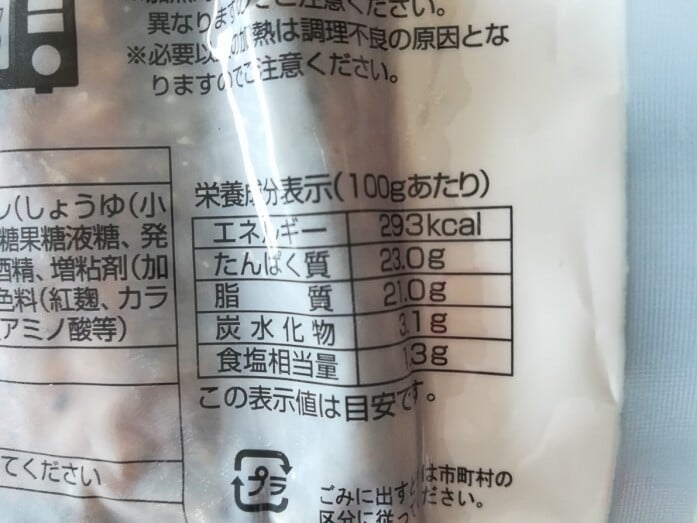 異なりますのでご注意ください。
※必要以上の加熱は調理不良の原因とな
りますのでご注意ください。
栄養成分表示(100gあたり)
エネルギー 293kcal
たんぱく質 23.0g
脂質 21.0g
炭水化物 3.1g
食塩相当量 1.3g
この表示値は目安です。
(しょうゆ(小
糖果糖液糖、発
酒精、増粘剤(加
色料(紅麹、カラ
アミノ酸等)
てください
プラ
ごみに出すと は市町村の
区分に従っ ださい。